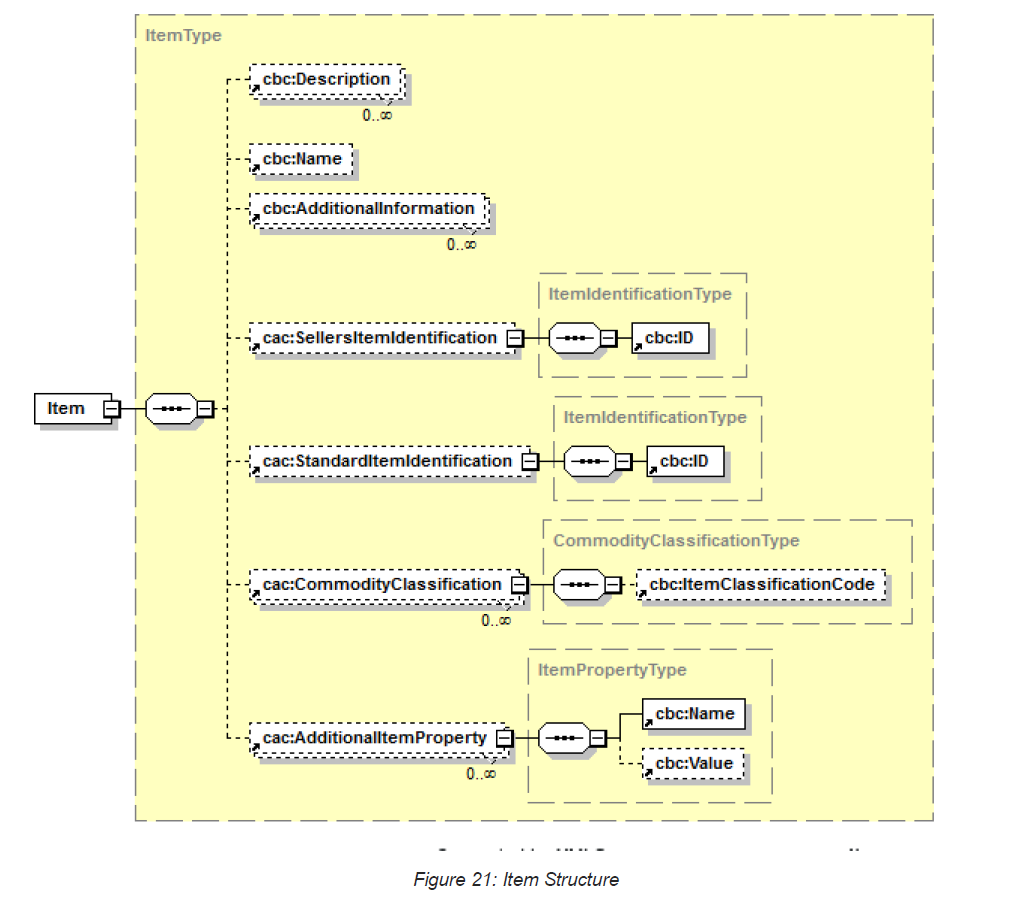 ItemType
cbc:Description
0..∞
cbc:Name
cbc:AdditionalInformation
0..∞
ItemIdentificationType
cac:SellersItemIdentification
cbc:ID
Item
ItemIdentificationType
cac:StandardItemIdentification
cbc:ID
CommodityClassificationType
cac:CommodityClassification
cbc:ItemClassificationCode
0..∞
ItemPropertyType
cbc:Name
cac:AdditionalItemProperty
cbc:Value
0..∞
Figure 21: Item Structure